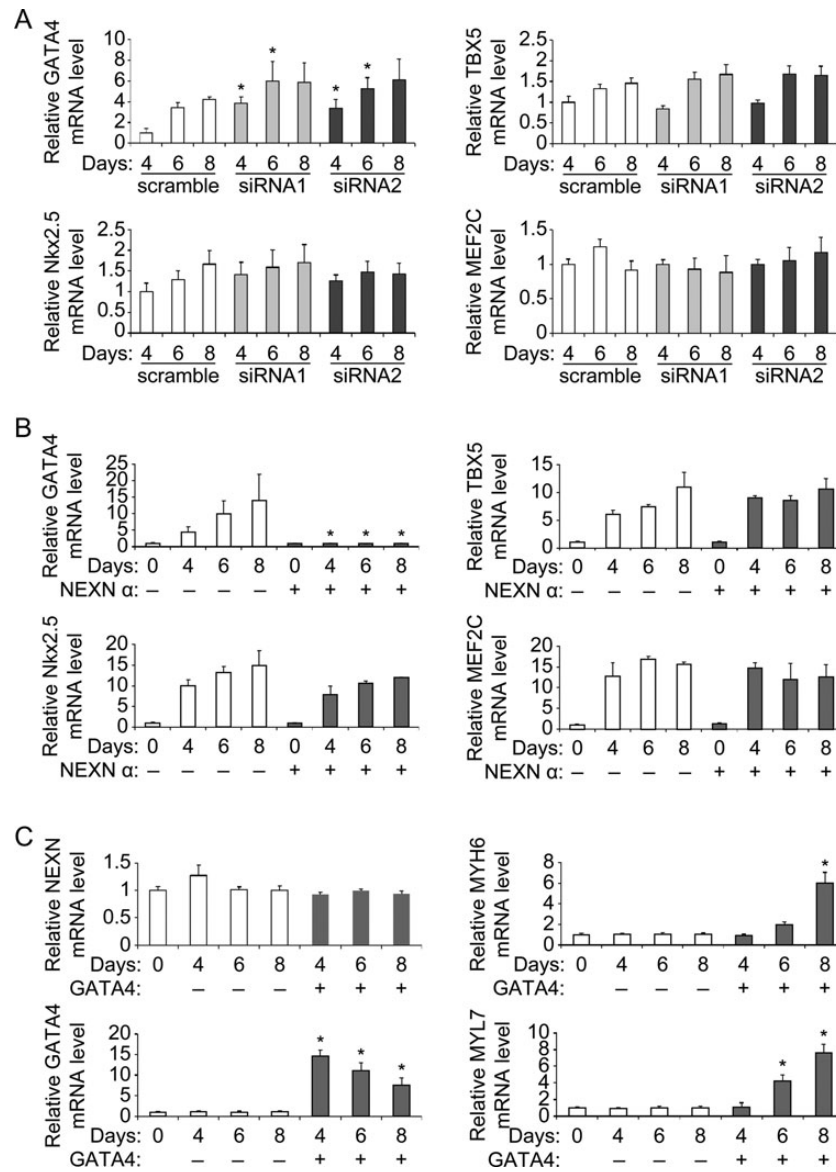 A
Relative GATA4
mRNA level
8
6
4
2
0
*
*
*
*
Days: 4 6 8 4 6 8 4 6 8
scramble siRNA1 siRNA2
Relative TBX5
mRNA level
2.5
2
1.5
1
0.5
0
Days: 4 6 8 4 6 8 4 6 8
scramble siRNA1 siRNA2
Relative Nkx2.5
mRNA level
2.5
2
1.5
1
0.5
0
Days: 4 6 8 4 6 8 4 6 8
scramble siRNA1 siRNA2
Relative MEF2C
mRNA level
1.5
1
0.5
0
Days: 4 6 8 4 6 8 4 6 8
scramble siRNA1 siRNA2
B
Relative GATA4
mRNA level
25
20
15
10
5
0
* * *
Days: 0 4 6 8 0 4 6 8
NEXN α: – – – – + + + +
Relative TBX5
mRNA level
15
10
5
0
Days: 0 4 6 8 0 4 6 8
NEXN α: – – – – + + + +
Relative Nkx2.5
mRNA level
20
15
10
5
0
Days: 0 4 6 8 0 4 6 8
NEXN α: – – – – + + + +
Relative MEF2C
mRNA level
20
15
10
5
0
Days: 0 4 6 8 0 4 6 8
NEXN α: – – – – + + + +
C
Relative NEXN
mRNA level
1.5
1
0.5
0
Days: 0 4 6 8 4 6 8
GATA4: – – – + + +
Relative MYH6
mRNA level
8
6
4
2
0
*
Days: 0 4 6 8 4 6 8
GATA4: – – – + + +
Relative GATA4
mRNA level
20
15
10
5
0
*
*
*
Days: 0 4 6 8 4 6 8
GATA4: – – – + + +
Relative MYL7
mRNA level
10
8
6
4
2
0
*
*
Days: 0 4 6 8 4 6 8
GATA4: – – – + + +